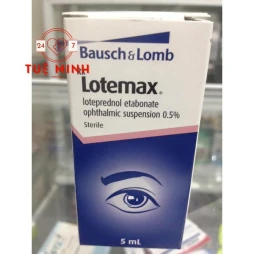 24 7
TUỆ MINH
Bausch & Lomb
Lotemax®
loteprednol etabonate
ophthalmic suspension 0.5%
Sterile
5 mL